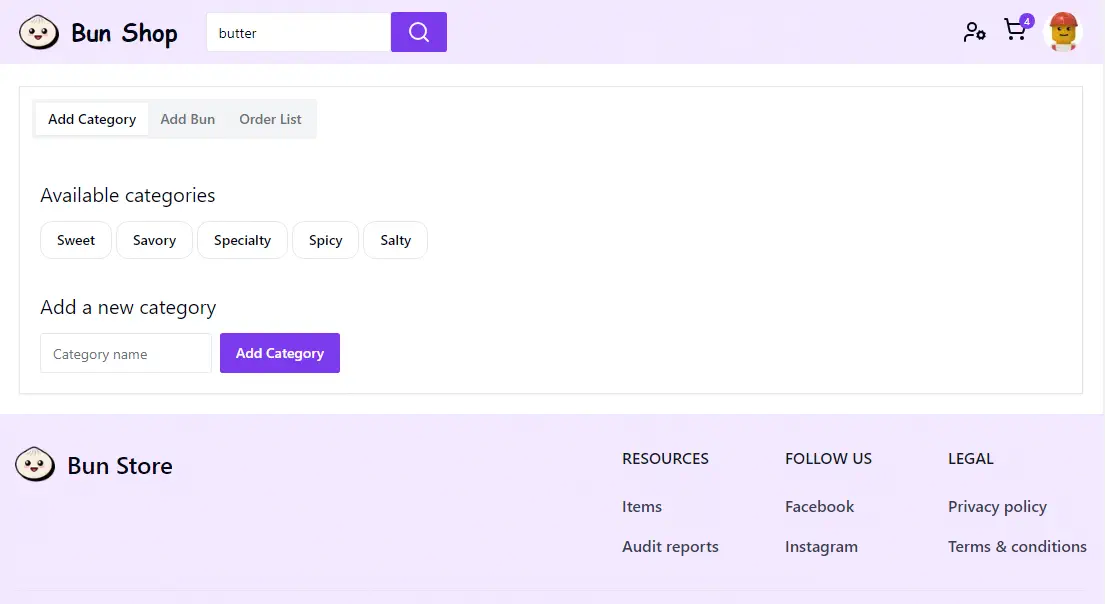 Bun Shop
butter
4
Add Category Add Bun Order List
Available categories
Sweet Savory Specialty Spicy Salty
Add a new category
Category name Add Category
Bun Store
RESOURCES FOLLOW US LEGAL
Items Facebook Privacy policy
Audit reports Instagram Terms & conditions